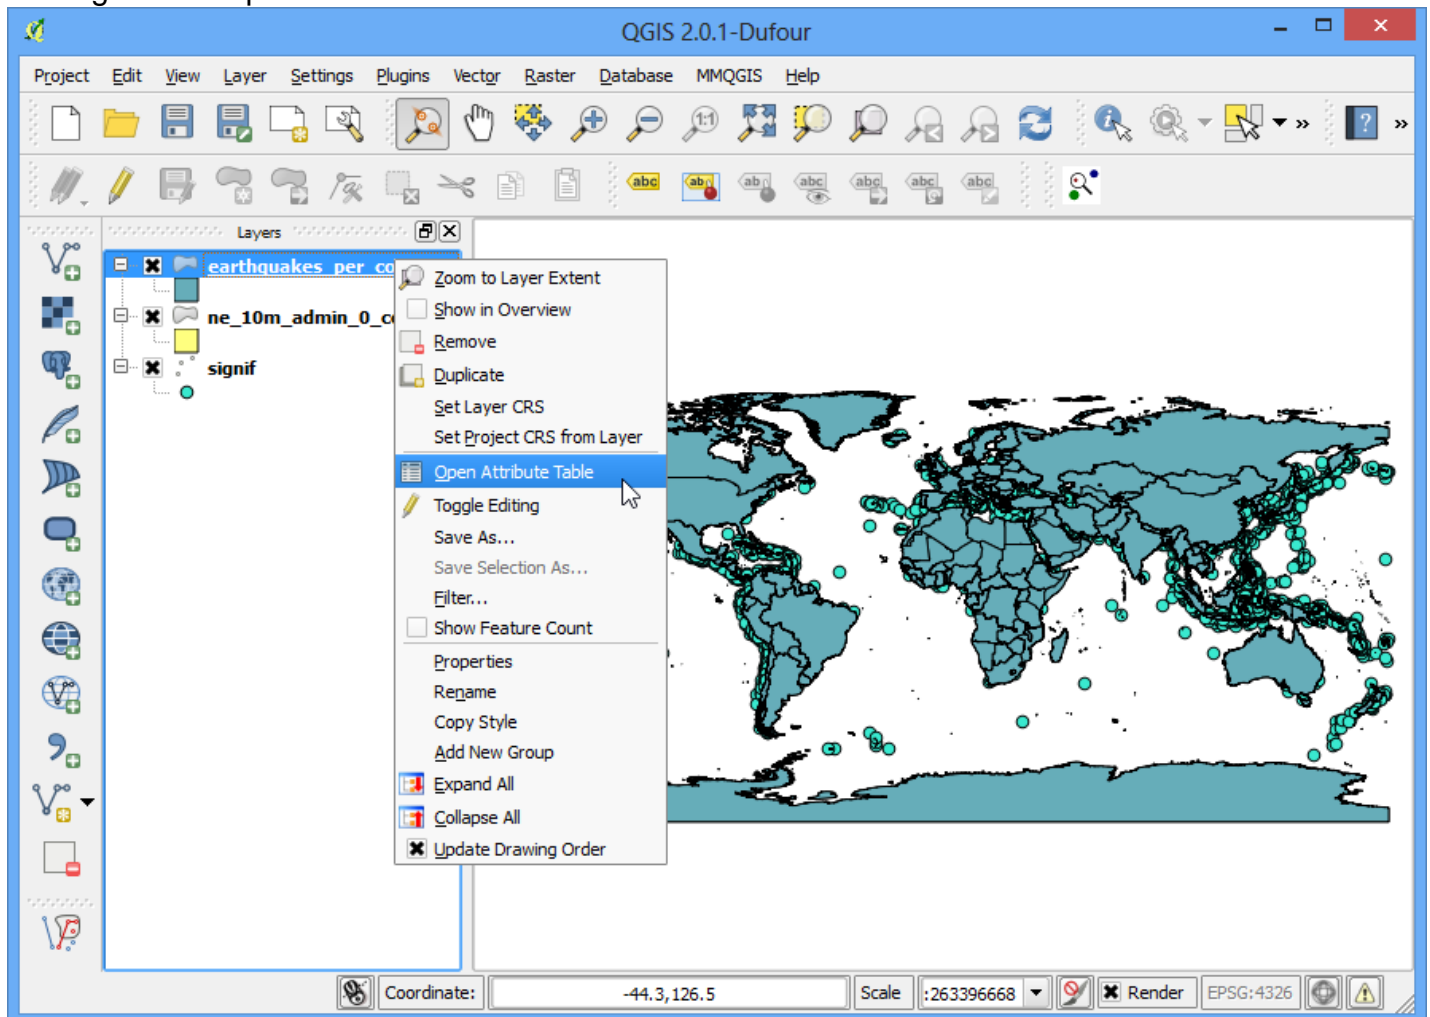 QGIS 2.0.1-Dufour
Project Edit View Layer Settings Plugins Vector Raster Database MMQGIS Help
1:1
abc
Layers
earthquakes_per_co
ne_10m_admin_0_c
signif
Zoom to Layer Extent
Show in Overview
Remove
Duplicate
Set Layer CRS
Set Project CRS from Layer
Open Attribute Table
Toggle Editing
Save As...
Save Selection As...
Filter...
Show Feature Count
Properties
Rename
Copy Style
Add New Group
Expand All
Collapse All
Update Drawing Order
Coordinate: -44.3,126.5 Scale :263396668 Render EPSG:4326